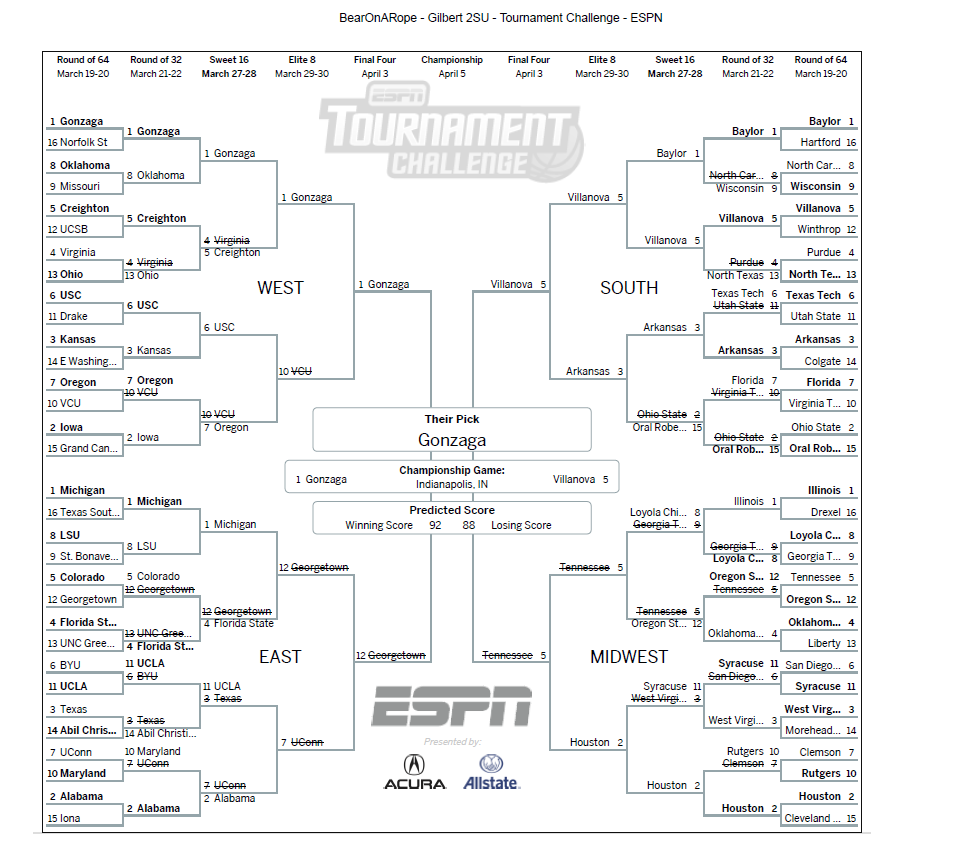 BearOnARope - Gilbert 2SU - Tournament Challenge - ESPN
Round of 64 Round of 32 Sweet 16 Elite 8 Final Four Championship Final Four Elite 8 Sweet 16 Round of 32 Round of 64
March 19-20 March 21-22 March 27-28 March 29-30 April 3 April 5 April 3 March 29-30 March 27-28 March 21-22 March 19-20
ESPN
TOURNAMENT
CHALLENGE
1 Gonzaga
16 Norfolk St
8 Oklahoma
9 Missouri
5 Creighton
12 UCSB
4 Virginia
13 Ohio
6 USC
11 Drake
3 Kansas
14 E Washing...
7 Oregon
10 VCU
2 Iowa
15 Grand Can...
1 Gonzaga
8 Oklahoma
5 Creighton
4 Virginia
13 Ohio
6 USC
3 Kansas
7 Oregon
10 VCU
2 Iowa
1 Gonzaga
4 Virginia
5 Creighton
6 USC
10 VCU
7 Oregon
1 Gonzaga
10 VCU
WEST
1 Gonzaga
Baylor 1
Hartford 16
North Car... 8
Wisconsin 9
Villanova 5
Winthrop 12
Purdue 4
North Te... 13
Texas Tech 6
Utah State 11
Arkansas 3
Colgate 14
Florida 7
Virginia T... 10
Ohio State 2
Oral Rob... 15
Baylor 1
North Car... 8
Wisconsin 9
Villanova 5
Purdue 4
North Texas 13
Texas Tech 6
Utah State 11
Arkansas 3
Florida 7
Virginia T... 10
Ohio State 2
Oral Rob... 15
Baylor 1
Villanova 5
Arkansas 3
Ohio State 2
Oral Robe... 15
Villanova 5
Arkansas 3
SOUTH
Villanova 5
Their Pick
Gonzaga
Championship Game:
1 Gonzaga Indianapolis, IN Villanova 5
Predicted Score
Winning Score 92 88 Losing Score
1 Michigan
16 Texas Sout...
8 LSU
9 St. Bonave...
5 Colorado
12 Georgetown
4 Florida St...
13 UNC Gree...
6 BYU
11 UCLA
3 Texas
14 Abil Chris...
7 UConn
10 Maryland
2 Alabama
15 Iona
1 Michigan
8 LSU
5 Colorado
12 Georgetown
13 UNC Gree...
4 Florida St...
11 UCLA
6 BYU
3 Texas
14 Abil Christi...
10 Maryland
7 UConn
2 Alabama
1 Michigan
12 Georgetown
4 Florida State
11 UCLA
3 Texas
7 UConn
2 Alabama
12 Georgetown
7 UConn
EAST
12 Georgetown
Illinois 1
Drexel 16
Loyola C... 8
Georgia T... 9
Tennessee 5
Oregon S... 12
Oklahom... 4
Liberty 13
San Diego... 6
Syracuse 11
West Virg... 3
Morehead... 14
Clemson 7
Rutgers 10
Houston 2
Cleveland ... 15
Illinois 1
Georgia T... 9
Loyola C... 8
Oregon S... 12
Tennessee 5
Oklahoma... 4
Syracuse 11
San Diego... 6
West Virgi... 3
Rutgers 10
Clemson 7
Houston 2
Loyola Chi... 8
Georgia T... 9
Tennessee 5
Oregon St... 12
Syracuse 11
West Virgi... 3
Houston 2
Tennessee 5
Houston 2
MIDWEST
Tennessee 5
ESPN
Presented by:
ACURA Allstate